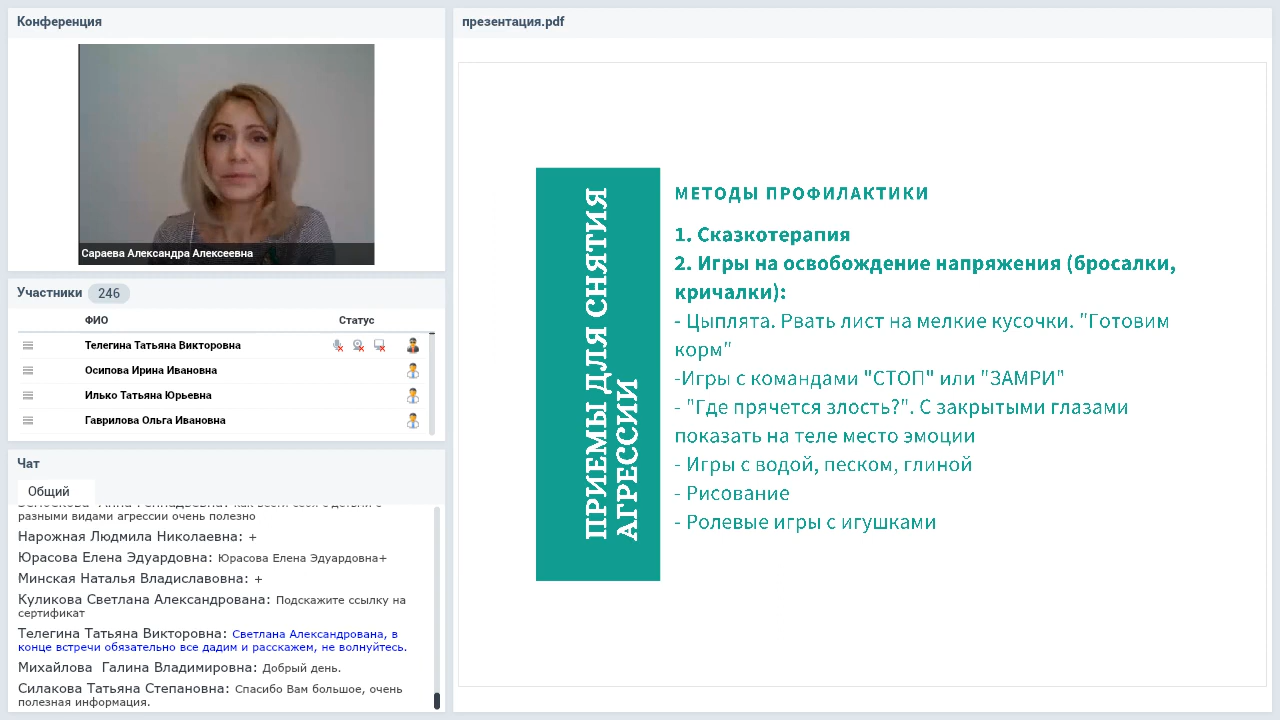 Конференция
Сараева Александра Алексеевна
Участники 246
ФИО Статус
Телегина Татьяна Викторовна
Осипова Ирина Ивановна
Илько Татьяна Юрьевна
Гаврилова Ольга Ивановна
Чат
Общий
разными видами агрессии очень полезно
Нарожная Людмила Николаевна: +
Юрасова Елена Эдуардовна: Юрасова Елена Эдуардовна+
Минская Наталья Владиславовна: +
Куликова Светлана Александровна: Подскажите ссылку на
сертификат
Телегина Татьяна Викторовна: Светлана Александровна, в
конце встречи обязательно все дадим и расскажем, не волнуйтесь.
Михайлова Галина Владимировна: Добрый день.
Силакова Татьяна Степановна: Спасибо Вам большое, очень
полезная информация.
презентация.pdf
ПРИЕМЫ ДЛЯ СНЯТИЯ
АГРЕССИИ
МЕТОДЫ ПРОФИЛАКТИКИ
1. Сказкотерапия
2. Игры на освобождение напряжения (бросалки,
кричалки):
- Цыплята. Рвать лист на мелкие кусочки. "Готовим
корм"
-Игры с командами "СТОП" или "ЗАМРИ"
- "Где прячется злость?". С закрытыми глазами
показать на теле место эмоции
- Игры с водой, песком, глиной
- Рисование
- Ролевые игры с игушками